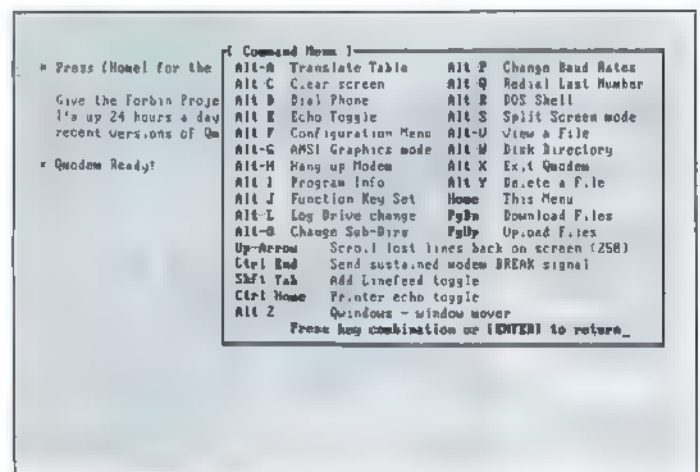 [ Command Menu ]
* Press [Home] for the
Alt-A Translate Table Alt P Change Baud Rates
Alt C Clear screen Alt Q Redial Last Number
Give the Forbin Proje
Alt D Dial Phone Alt R DOS Shell
I'm up 24 hours a day
Alt E Echo Toggle Alt S Split Screen mode
recent versions of Qm
Alt F Configuration Menu Alt-U View a File
Alt-G ANSI Graphics mode Alt W Disk Directory
* Qmodem Ready!
Alt-H Hang up Modem Alt X Exit Qmodem
Alt I Program Info Alt Y Delete a File
Alt J Function Key Set Home This Menu
Alt-L Log Drive change PgDn Download Files
Alt-O Change Sub-Dirs PgUp Upload Files
Up-Arrow Scroll lost lines back on screen (250)
Ctrl End Send sustained modem BREAK signal
Shft Tab Add Linefeed toggle
Ctrl Home Printer echo toggle
Alt Z Qwindows - window mover
Press key combination or [ENTER] to return_